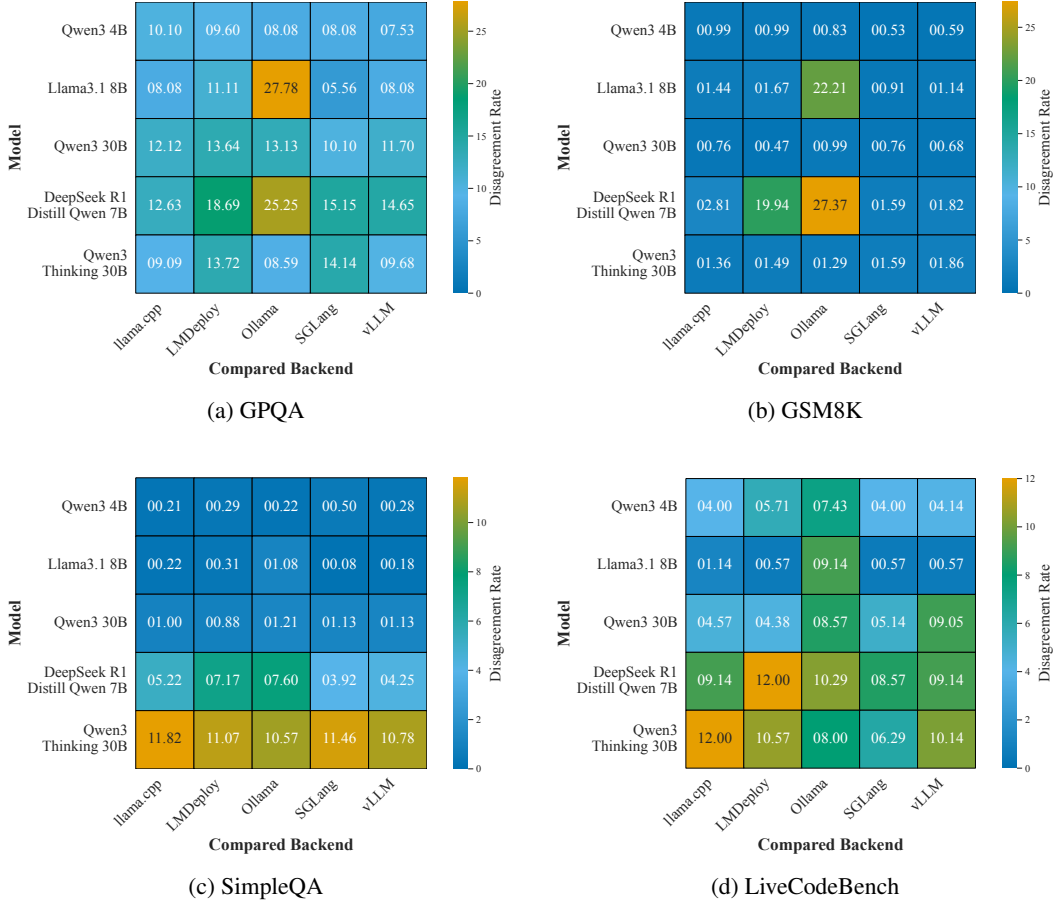 Model
Qwen3 4B 10.10 09.60 08.08 08.08 07.53
Llama3.1 8B 08.08 11.11 27.78 05.56 08.08
Qwen3 30B 12.12 13.64 13.13 10.10 11.70
DeepSeek R1
Distill Qwen 7B 12.63 18.69 25.25 15.15 14.65
Qwen3
Thinking 30B 09.09 13.72 08.59 14.14 09.68
llama.cpp LMDeploy Ollama SGLang vLLM
Compared Backend
25
20
15
10
5
0
Disagreement Rate
(a) GPQA
Model
Qwen3 4B 00.99 00.99 00.83 00.53 00.59
Llama3.1 8B 01.44 01.67 22.21 00.91 01.14
Qwen3 30B 00.76 00.47 00.99 00.76 00.68
DeepSeek R1
Distill Qwen 7B 02.81 19.94 27.37 01.59 01.82
Qwen3
Thinking 30B 01.36 01.49 01.29 01.59 01.86
llama.cpp LMDeploy Ollama SGLang vLLM
Compared Backend
25
20
15
10
5
0
Disagreement Rate
(b) GSM8K
Model
Qwen3 4B 00.21 00.29 00.22 00.50 00.28
Llama3.1 8B 00.22 00.31 01.08 00.08 00.18
Qwen3 30B 01.00 00.88 01.21 01.13 01.13
DeepSeek R1
Distill Qwen 7B 05.22 07.17 07.60 03.92 04.25
Qwen3
Thinking 30B 11.82 11.07 10.57 11.46 10.78
llama.cpp LMDeploy Ollama SGLang vLLM
Compared Backend
10
8
6
4
2
0
Disagreement Rate
(c) SimpleQA
Model
Qwen3 4B 04.00 05.71 07.43 04.00 04.14
Llama3.1 8B 01.14 00.57 09.14 00.57 00.57
Qwen3 30B 04.57 04.38 08.57 05.14 09.05
DeepSeek R1
Distill Qwen 7B 09.14 12.00 10.29 08.57 09.14
Qwen3
Thinking 30B 12.00 10.57 08.00 06.29 10.14
llama.cpp LMDeploy Ollama SGLang vLLM
Compared Backend
12
10
8
6
4
2
0
Disagreement Rate
(d) LiveCodeBench